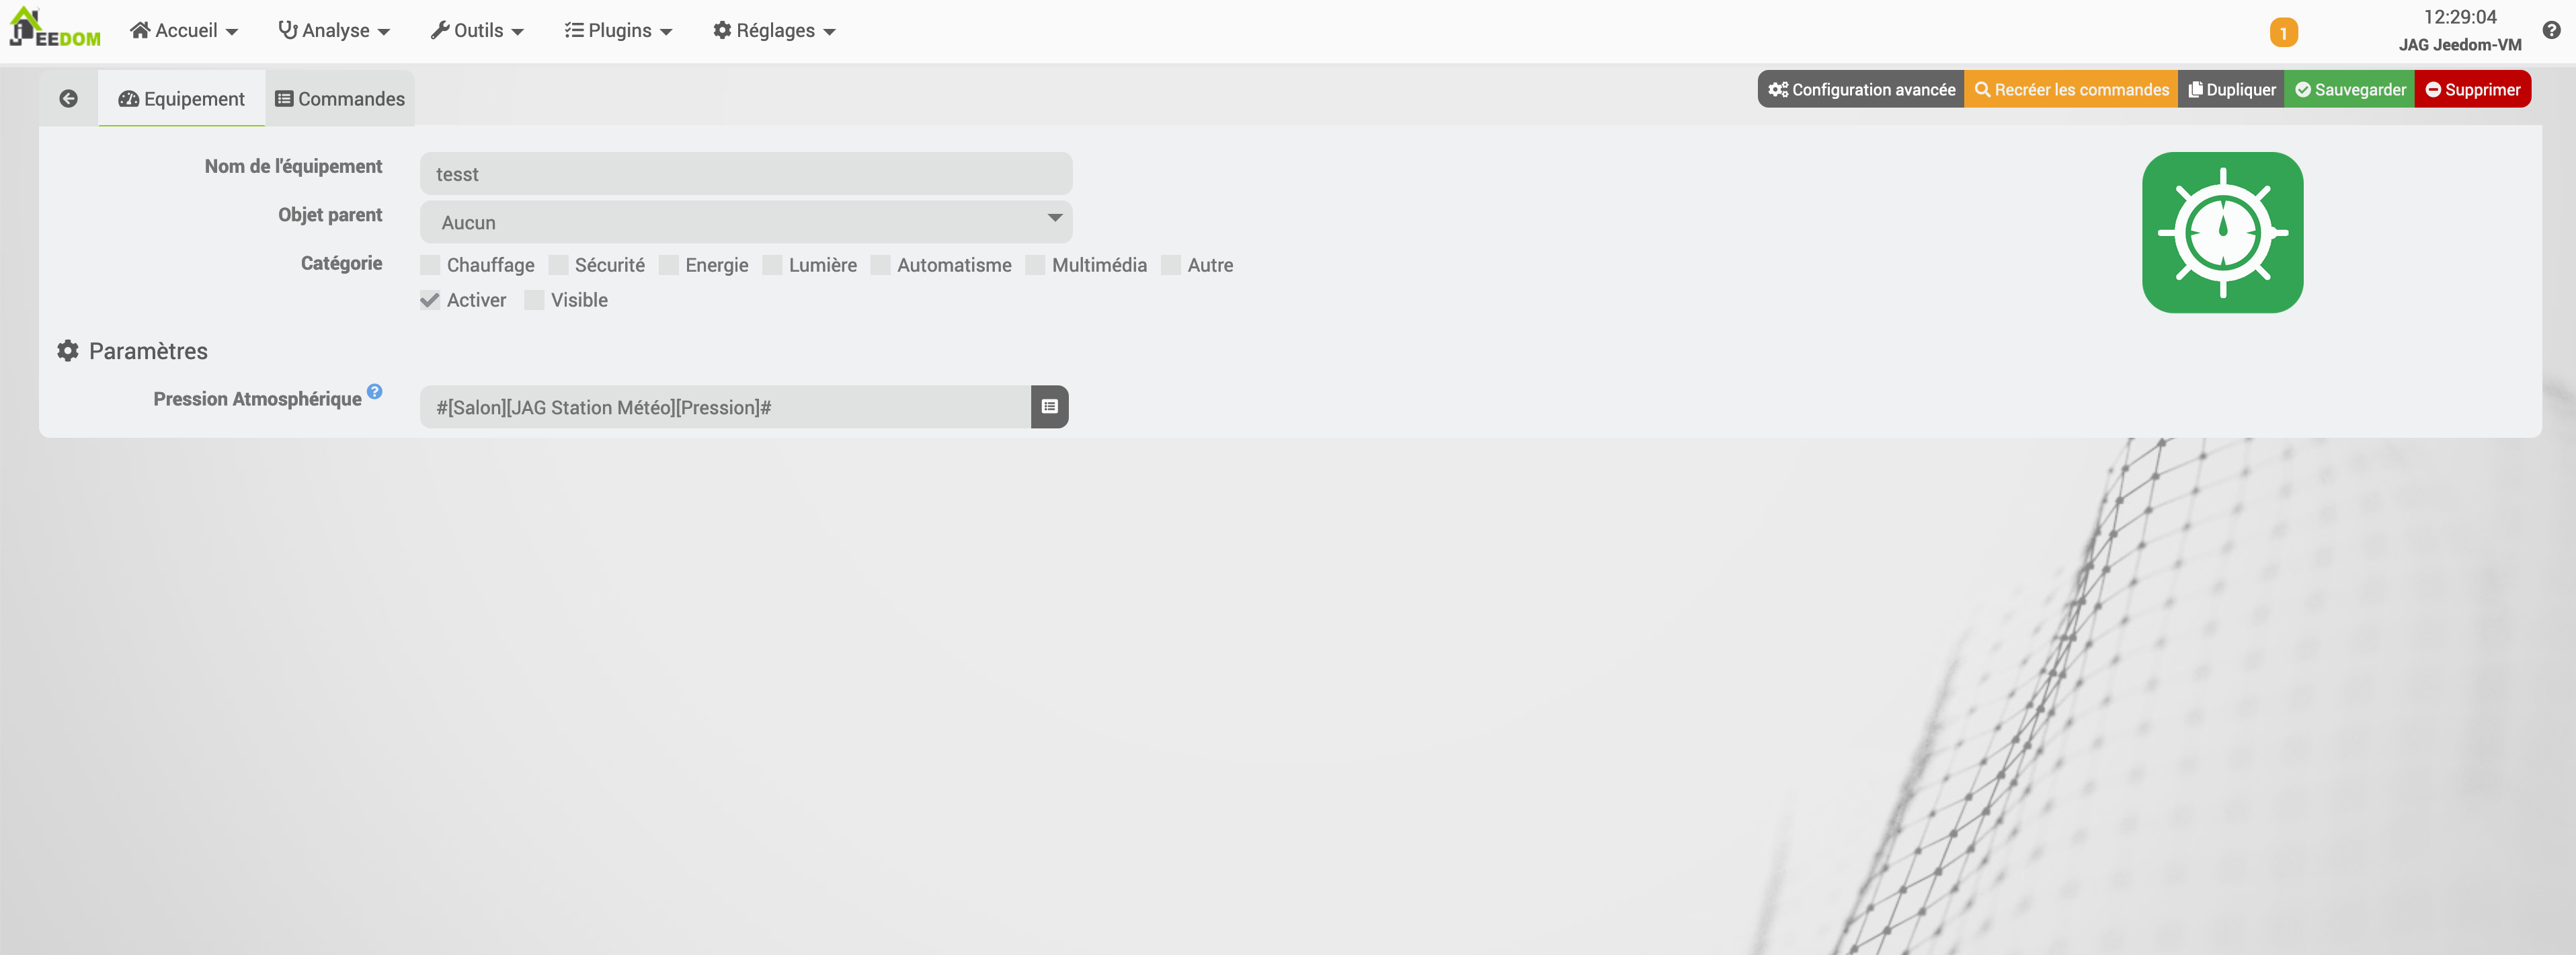 JEEDOM Accueil Analyse Outils Plugins Réglages 1 12:29:04
JAG Jeedom-VM
Equipement Commandes Configuration avancée Recréer les commandes Dupliquer Sauvegarder Supprimer
Nom de l'équipement tesst
Objet parent Aucun
Catégorie Chauffage Sécurité Energie Lumière Automatisme Multimédia Autre
Activer Visible
Paramètres
Pression Atmosphérique ? #[Salon][JAG Station Météo][Pression]#